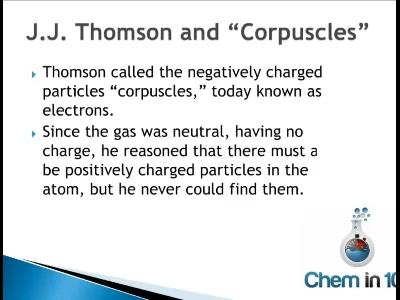 J.J. Thomson and “Corpuscles”
Thomson called the negatively charged
particles “corpuscles,” today known as
electrons.
Since the gas was neutral, having no
charge, he reasoned that there must a
be positively charged particles in the
atom, but he never could find them.
Chem in 10